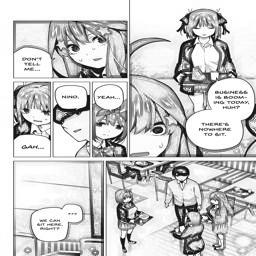 BUSINESS
IS BOOM-
ING TODAY,
HUH?
THERE'S
NOWHERE
TO SIT.
DON'T
TELL
ME...
YEAH...
NINO.
GAH...
...
WE CAN
SIT HERE,
RIGHT?